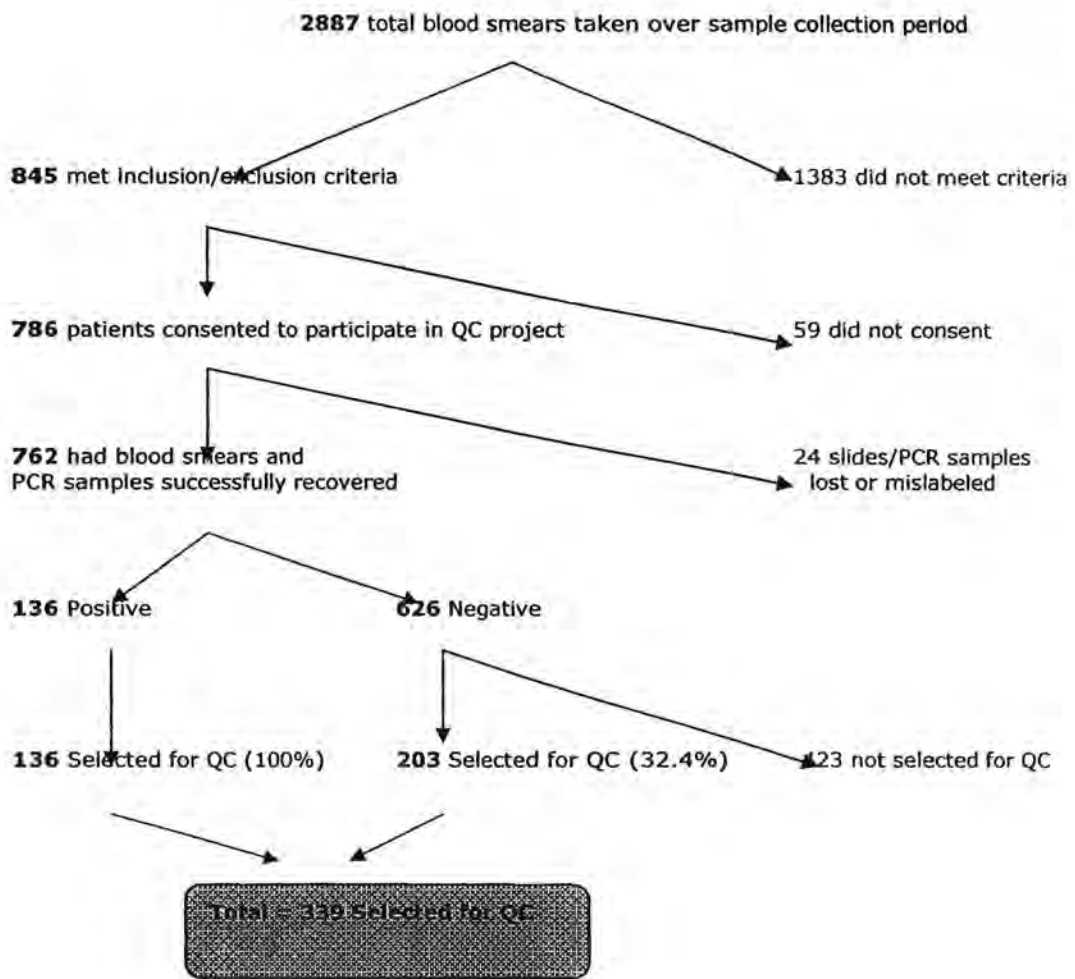 2887 total blood smears taken over sample collection period
845 met inclusion/exclusion criteria
1383 did not meet criteria
786 patients consented to participate in QC project
59 did not consent
762 had blood smears and
PCR samples successfully recovered
24 slides/PCR samples
lost or mislabeled
136 Positive
626 Negative
136 Selected for QC (100%)
203 Selected for QC (32.4%)
423 not selected for QC
Total = 339 Selected for QC